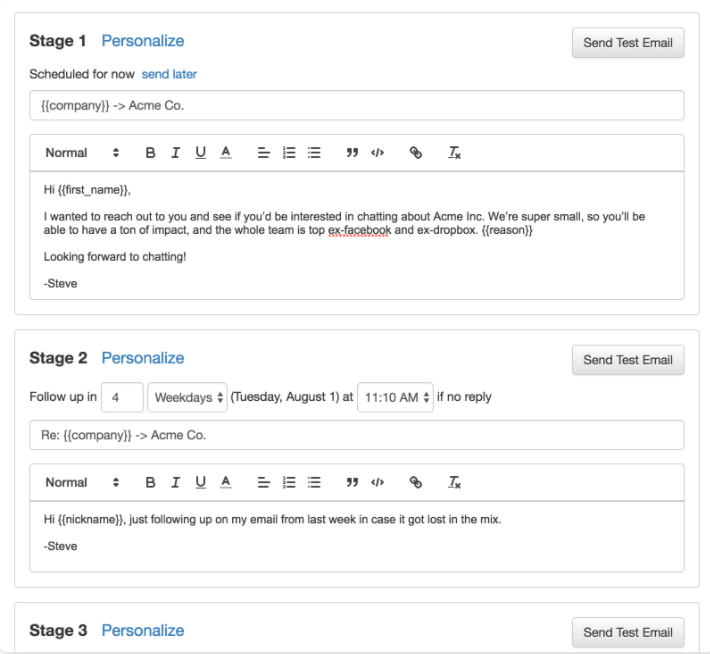 Stage 1 Personalize Send Test Email
Scheduled for now send later
{{company}} -> Acme Co.
Normal B I U A Tx
Hi {{first_name}},
I wanted to reach out to you and see if you'd be interested in chatting about Acme Inc. We're super small, so you'll be
able to have a ton of impact, and the whole team is top ex-facebook and ex-dropbox. {{reason}}
Looking forward to chatting!
-Steve
Stage 2 Personalize Send Test Email
Follow up in 4 Weekdays (Tuesday, August 1) at 11:10 AM if no reply
Re: {{company}} -> Acme Co.
Normal B I U A Tx
Hi {{nickname}}, just following up on my email from last week in case it got lost in the mix.
-Steve
Stage 3 Personalize Send Test Email